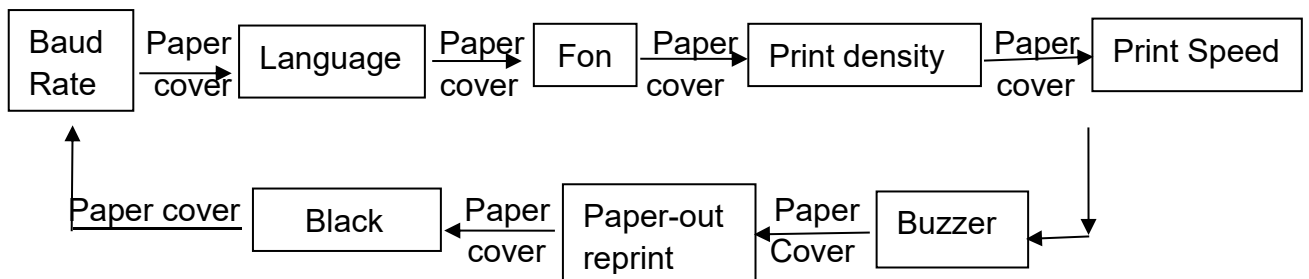 Baud
Rate
Paper
cover
Language
Paper
cover
Fon
Paper
cover
Print density
Paper
cover
Print Speed
Buzzer
Paper
Cover
Paper-out
reprint
Paper
cover
Black
Paper cover